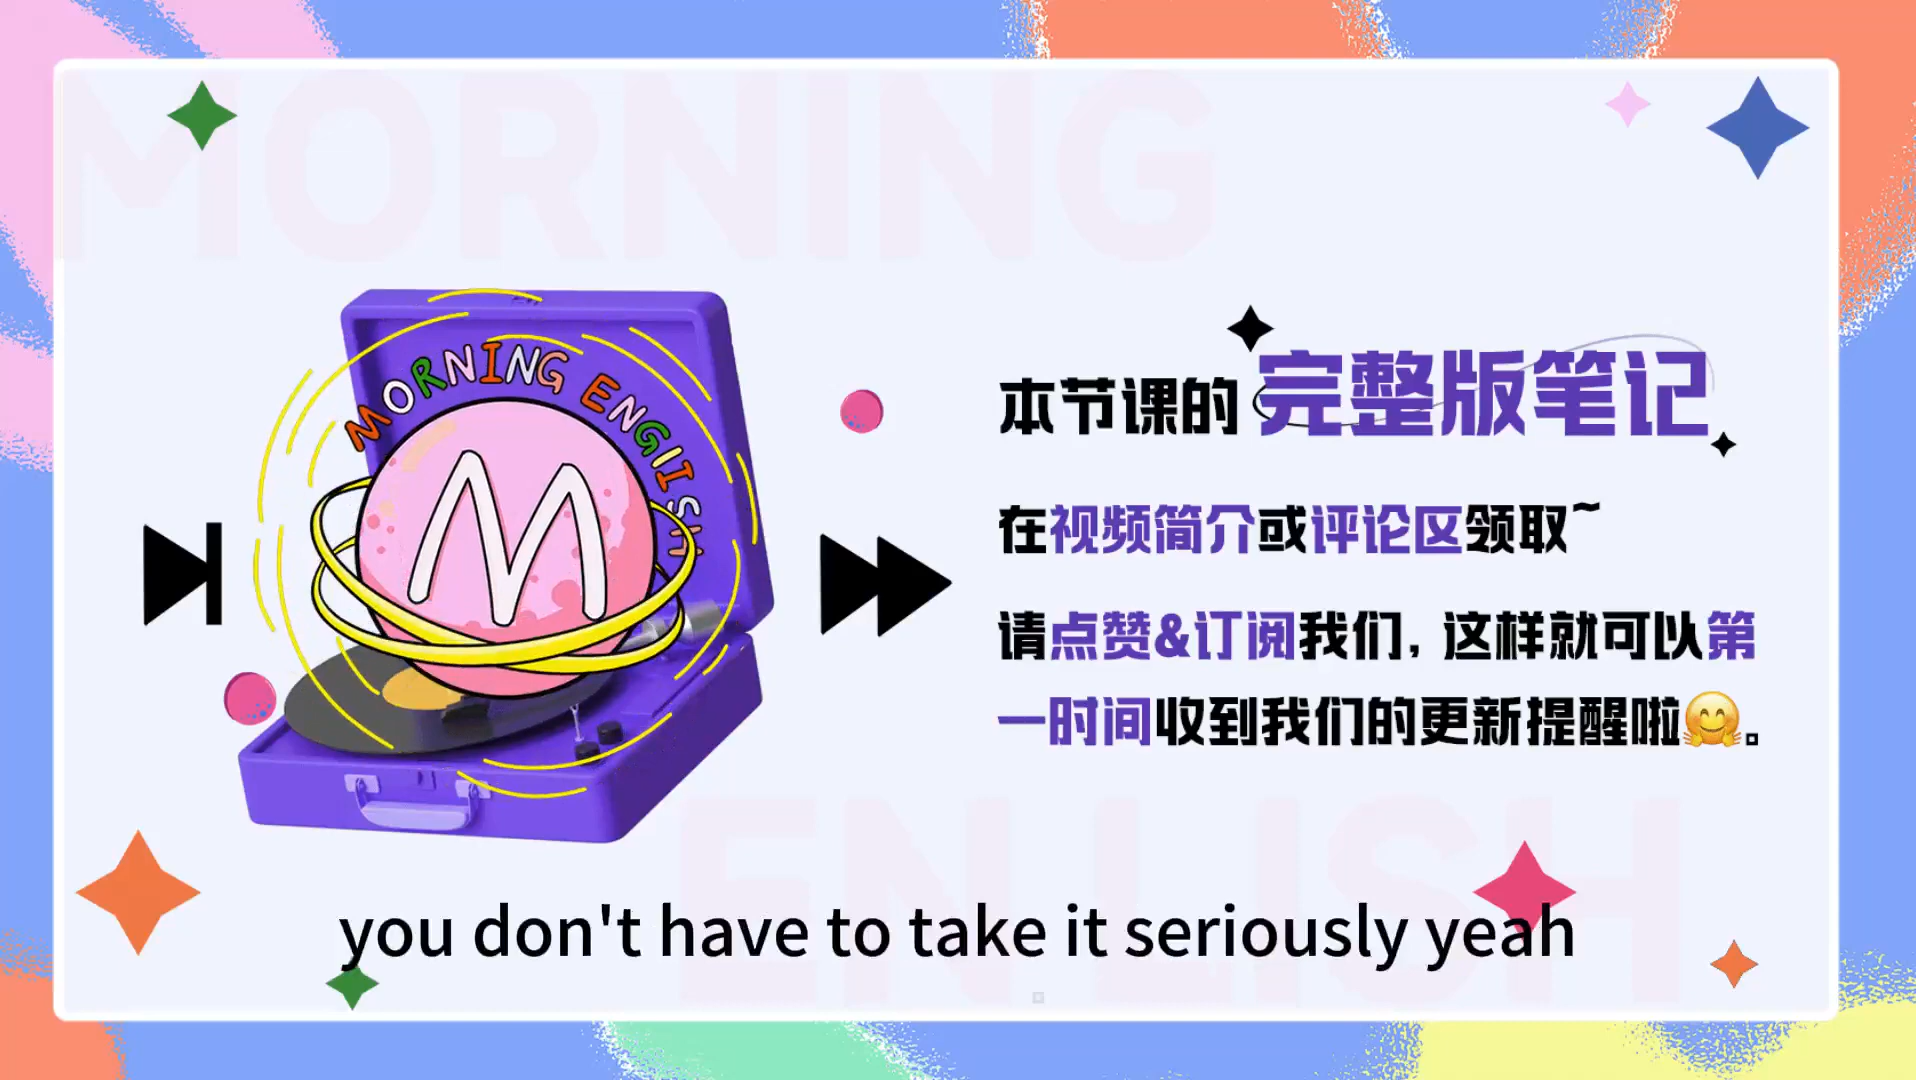 MORNING
MORNING ENGLISH
M
本节课的 完整版笔记
在视频简介或评论区领取~
请点赞&订阅我们，这样就可以第
一时间收到我们的更新提醒啦🤗。
EN LISH
you don't have to take it seriously yeah